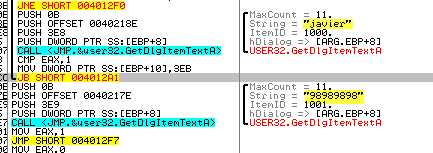 JNE SHORT 004012F0
PUSH 0B
PUSH OFFSET 0040218E
PUSH 3E8
PUSH DWORD PTR SS:[EBP+8]
CALL <JMP.&user32.GetDlgItemTextA>
CMP EAX,1
MOV DWORD PTR SS:[EBP+10],3EB
JB SHORT 004012A1
PUSH 0B
PUSH OFFSET 0040217E
PUSH 3E9
PUSH DWORD PTR SS:[EBP+8]
CALL <JMP.&user32.GetDlgItemTextA>
MOV EAX,1
JMP SHORT 004012F7
MOV EAX,0
MaxCount = 11.
String = "javier"
ItemID = 1000.
hDialog => [ARG.EBP+8]
USER32.GetDlgItemTextA
MaxCount = 11.
String = "98989898"
ItemID = 1001.
hDialog => [ARG.EBP+8]
USER32.GetDlgItemTextA